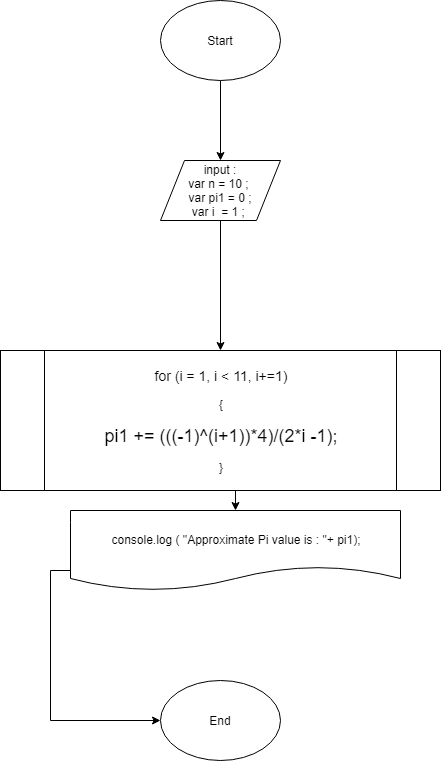 Start
input :
var n = 10 ;
var pi1 = 0 ;
var i  = 1 ;
for (i = 1, i < 11, i+=1)
{
pi1 += (((-1)^(i+1))*4)/(2*i -1);
}
console.log ( "Approximate Pi value is : "+ pi1);
End